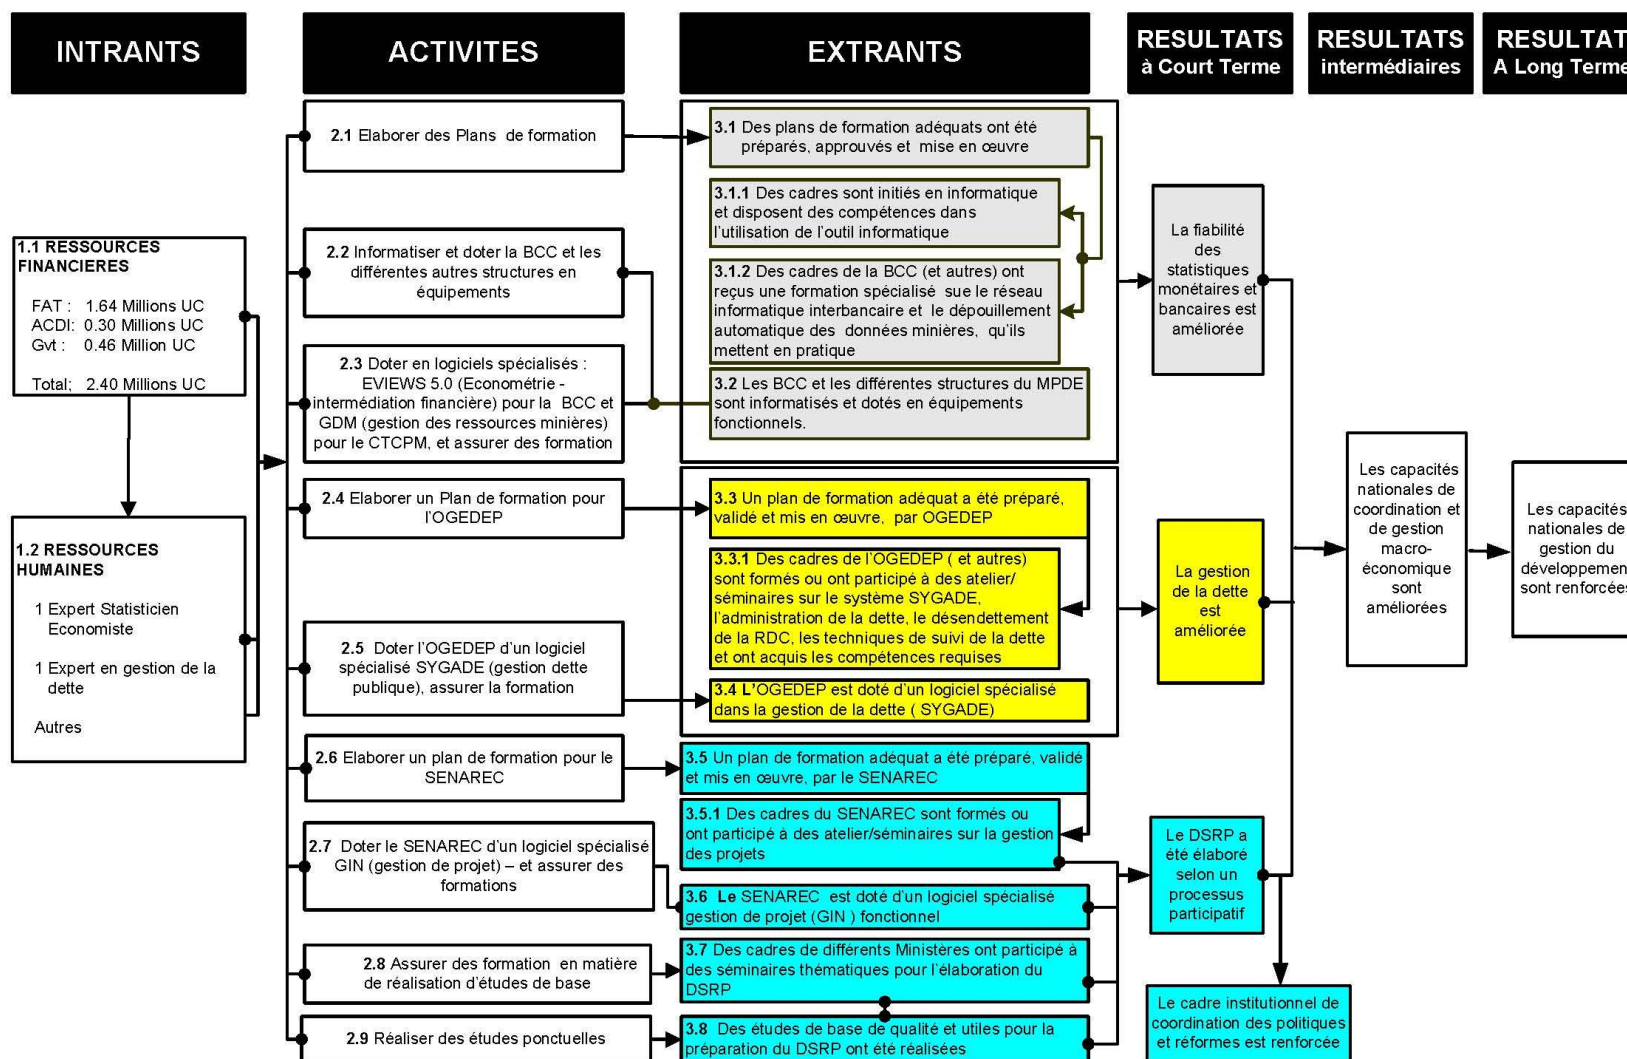 INTRANTS
ACTIVITES
EXTRANTS
RESULTATS
à Court Terme
RESULTATS
intermédiaires
RESULTAT
A Long Terme
1.1 RESSOURCES
FINANCIERES
FAT : 1.64 Millions UC
ACDI: 0.30 Millions UC
Gvt : 0.46 Million UC
Total; 2.40 Millions UC
1.2 RESSOURCES
HUMAINES
1 Expert Statisticien
Economiste
1 Expert en gestion de la
dette
Autres
2.1 Elaborer des Plans de formation
2.2 Informatiser et doter la BCC et les
différentes autres structures en
équipements
2.3 Doter en logiciels spécialisés :
EVIEWS 5.0 (Econométrie -
intermédiation financière) pour la BCC et
GDM (gestion des ressources minières)
pour le CTCPM, et assurer des formation
2.4 Elaborer un Plan de formation pour
l'OGEDEP
2.5 Doter l'OGEDEP d'un logiciel
spécialisé SYGADE (gestion dette
publique), assurer la formation
2.6 Elaborer un plan de formation pour le
SENAREC
2.7 Doter le SENAREC d'un logiciel spécialisé
GIN (gestion de projet) – et assurer des
formations
2.8 Assurer des formation en matière
de réalisation d'études de base
2.9 Réaliser des études ponctuelles
3.1 Des plans de formation adéquats ont été
préparés, approuvés et mise en œuvre
3.1.1 Des cadres sont initiés en informatique
et disposent des compétences dans
l'utilisation de l'outil informatique
3.1.2 Des cadres de la BCC (et autres) ont
reçus une formation spécialisé sue le réseau
informatique interbancaire et le dépouillement
automatique des données minières, qu'ils
mettent en pratique
3.2 Les BCC et les différentes structures du MPDE
sont informatisés et dotés en équipements
fonctionnels.
3.3 Un plan de formation adéquat a été préparé,
validé et mis en œuvre, par OGEDEP
3.3.1 Des cadres de l'OGEDEP ( et autres)
sont formés ou ont participé à des atelier/
séminaires sur le système SYGADE,
l'administration de la dette, le désendettement
de la RDC, les techniques de suivi de la dette
et ont acquis les compétences requises
3.4 L'OGEDEP est doté d'un logiciel spécialisé
dans la gestion de la dette ( SYGADE)
3.5 Un plan de formation adéquat a été préparé, validé
et mis en œuvre, par le SENAREC
3.5.1 Des cadres du SENAREC sont formés ou
ont participé à des atelier/séminaires sur la gestion
des projets
3.6 Le SENAREC est doté d'un logiciel spécialisé
gestion de projet (GIN ) fonctionnel
3.7 Des cadres de différents Ministères ont participé à
des séminaires thématiques pour l'élaboration du
DSRP
3.8 Des études de base de qualité et utiles pour la
préparation du DSRP ont été réalisées
La fiabilité
des
statistiques
monétaires et
bancaires est
améliorée
La gestion
de la dette
est
améliorée
Le DSRP a
été élaboré
selon un
processus
participatif
Le cadre institutionnel de
coordination des politiques
et réformes est renforcée
Les capacités
nationales de
coordination et
de gestion
macro-
économique
sont
améliorées
Les capacités
nationales de
gestion du
développemen
sont renforcées